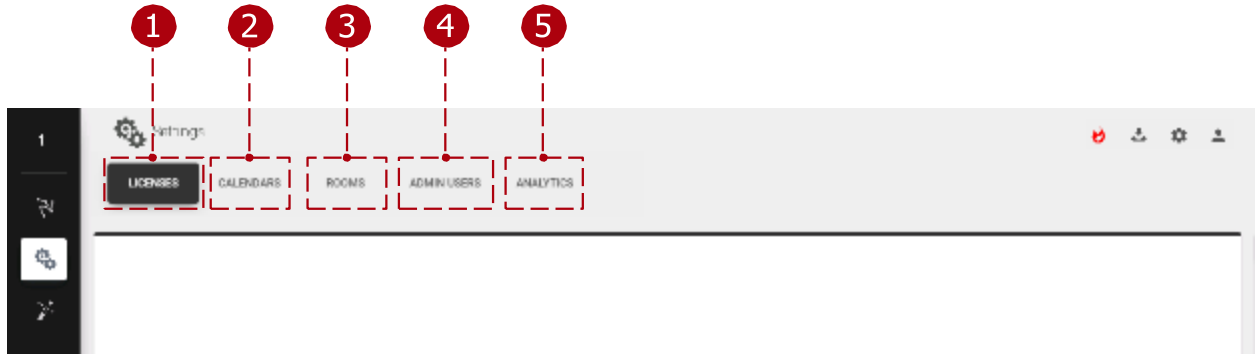 1 2 3 4 5
1
Settings
LICENSES CALENDARS ROOMS ADMIN USERS ANALYTICS